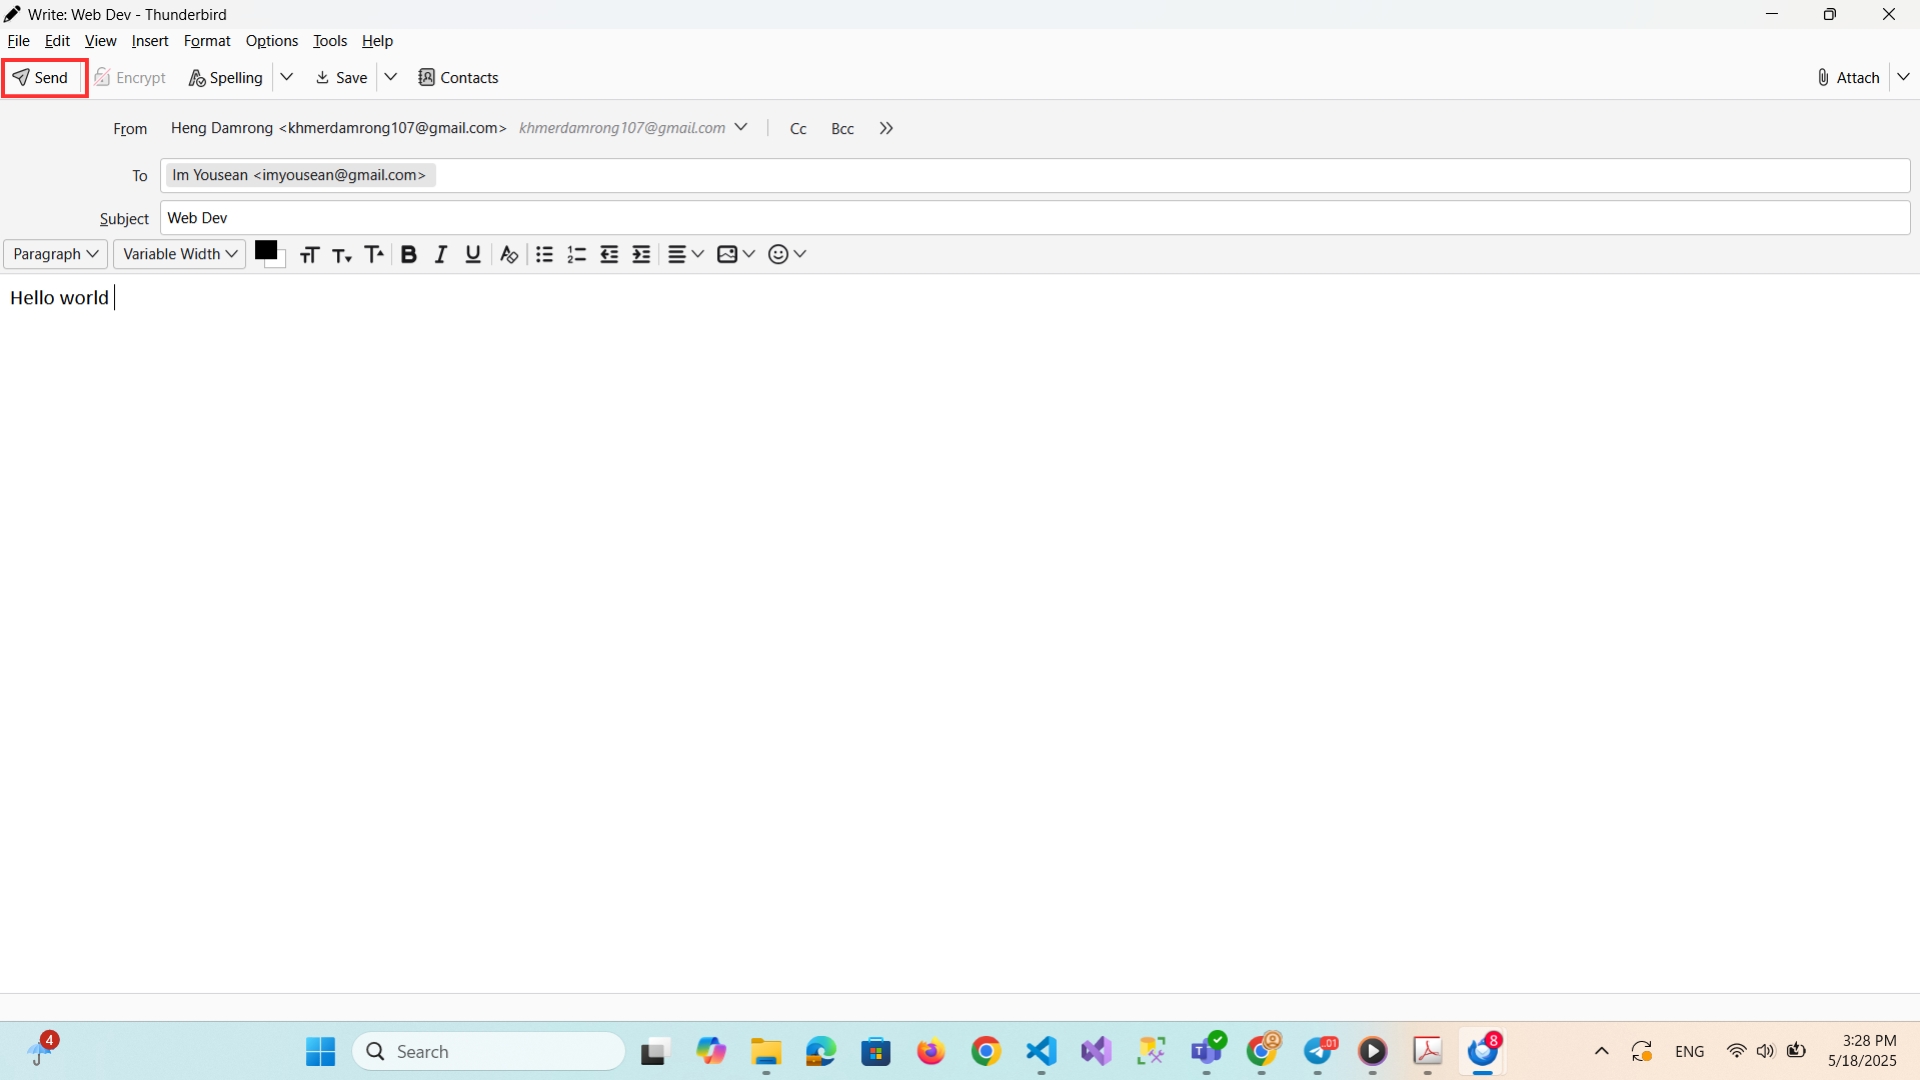 Write: Web Dev - Thunderbird
File Edit View Insert Format Options Tools Help
Send Encrypt Spelling Save Contacts Attach
From Heng Damrong <khmerdamrong107@gmail.com> khmerdamrong107@gmail.com Cc Bcc
To Im Yousean <imyousean@gmail.com>
Subject Web Dev
Paragraph Variable Width
Hello world
4
Search
.01
8
ENG
3:28 PM
5/18/2025